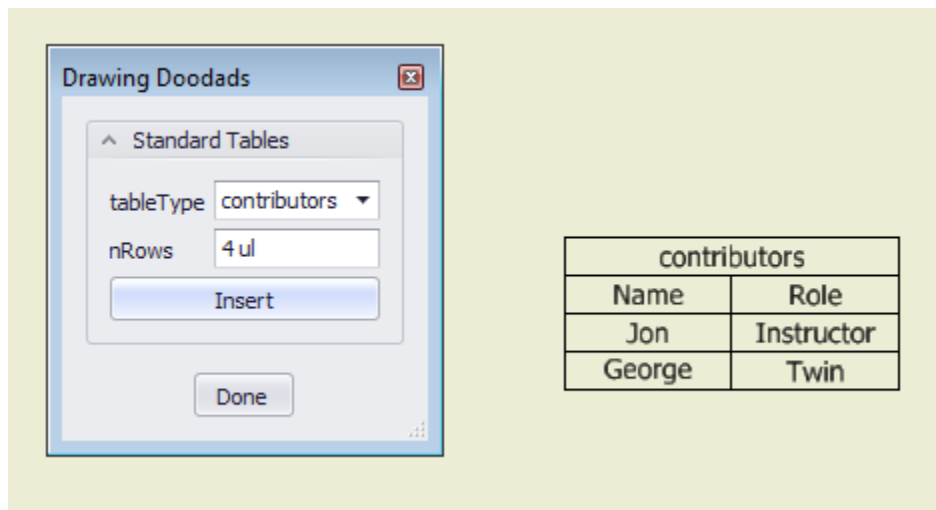 Drawing Doodads
Standard Tables
tableType contributors
nRows 4 ul
Insert
Done
contributors
Name Role
Jon Instructor
George Twin